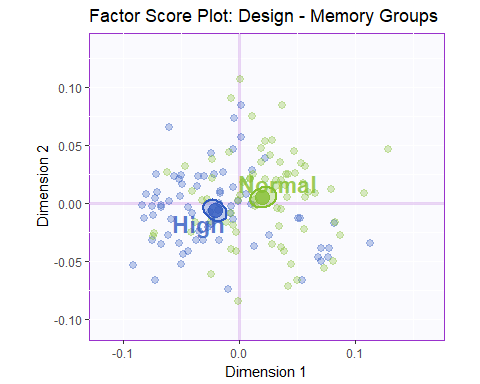 Factor Score Plot: Design - Memory Groups
Dimension 2
0.10
0.05
0.00
-0.05
-0.10
Normal
High
-0.1
0.0
0.1
Dimension 1